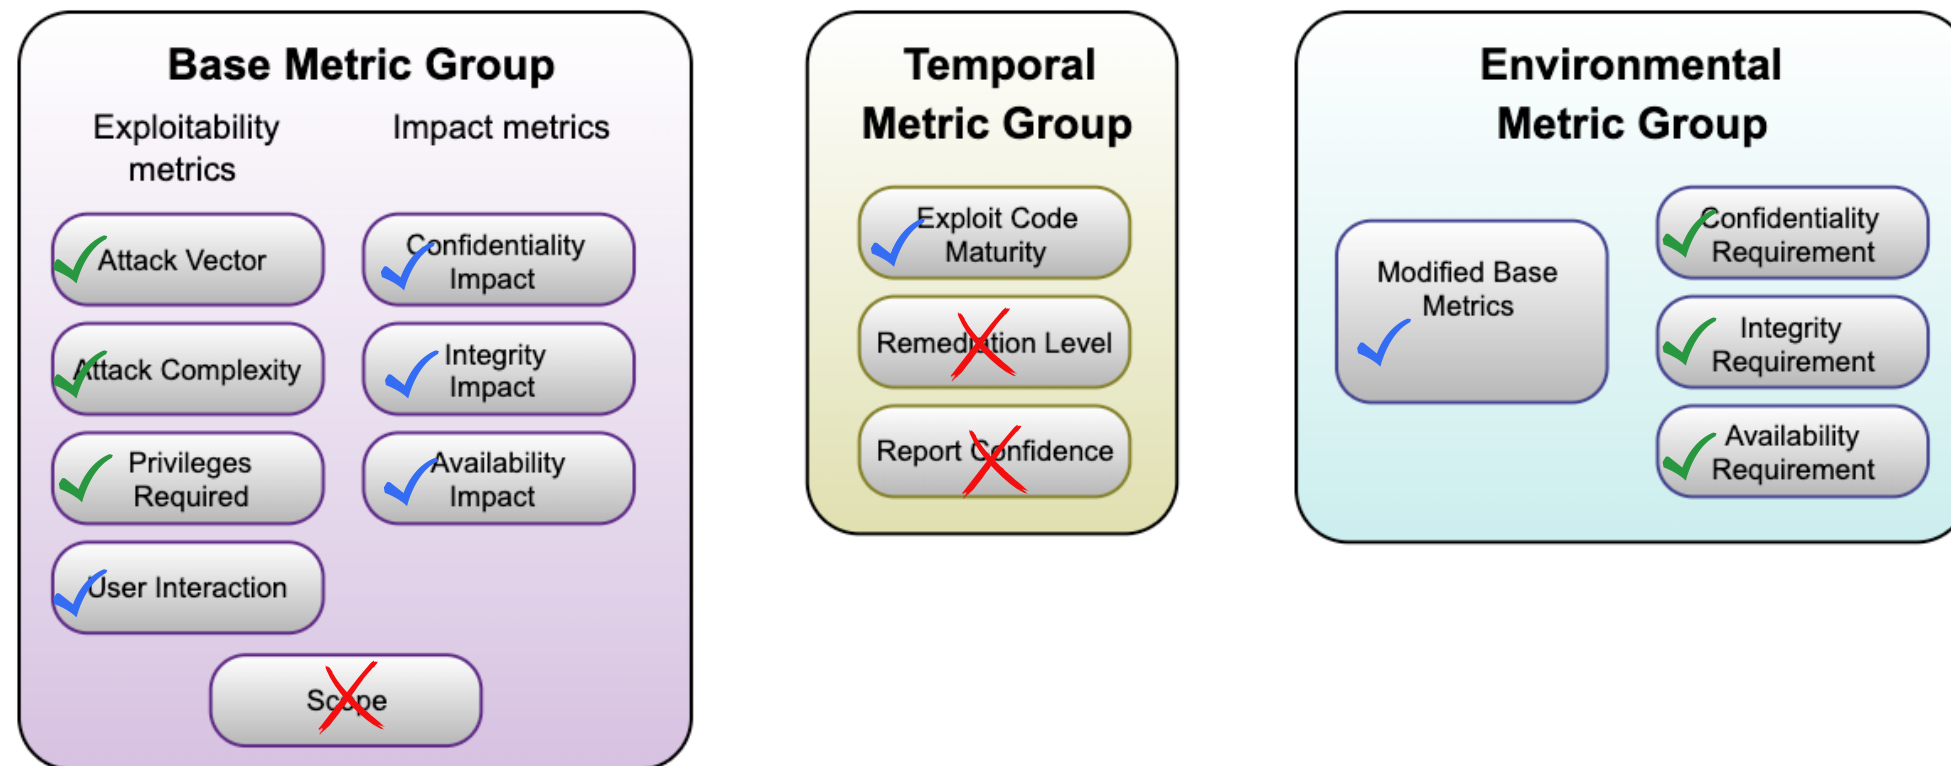 Base Metric Group
Exploitability
metrics
Impact metrics
Attack Vector
Attack Complexity
Privileges
Required
User Interaction
Confidentiality
Impact
Integrity
Impact
Availability
Impact
Scope
Temporal
Metric Group
Exploit Code
Maturity
Remediation Level
Report Confidence
Environmental
Metric Group
Modified Base
Metrics
Confidentiality
Requirement
Integrity
Requirement
Availability
Requirement